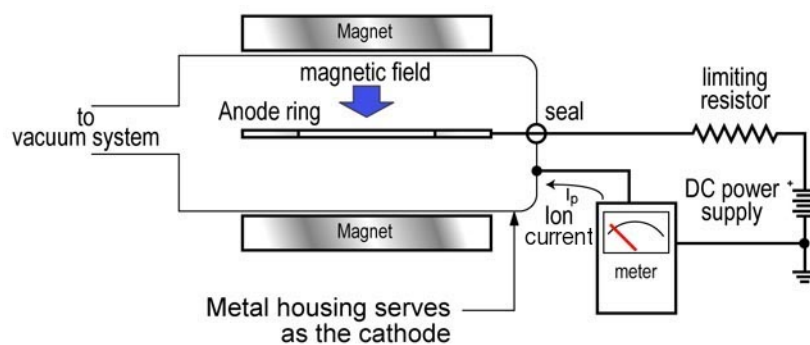 Magnet
magnetic field
Anode ring
to
vacuum system
seal
limiting
resistor
+
DC power
supply
Ip
Ion
current
Magnet
meter
Metal housing serves
as the cathode